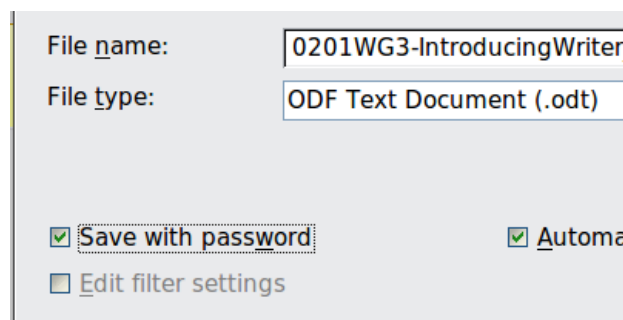 File name: 0201WG3-IntroducingWriter
File type: ODF Text Document (.odt)
Save with password Automa
Edit filter settings